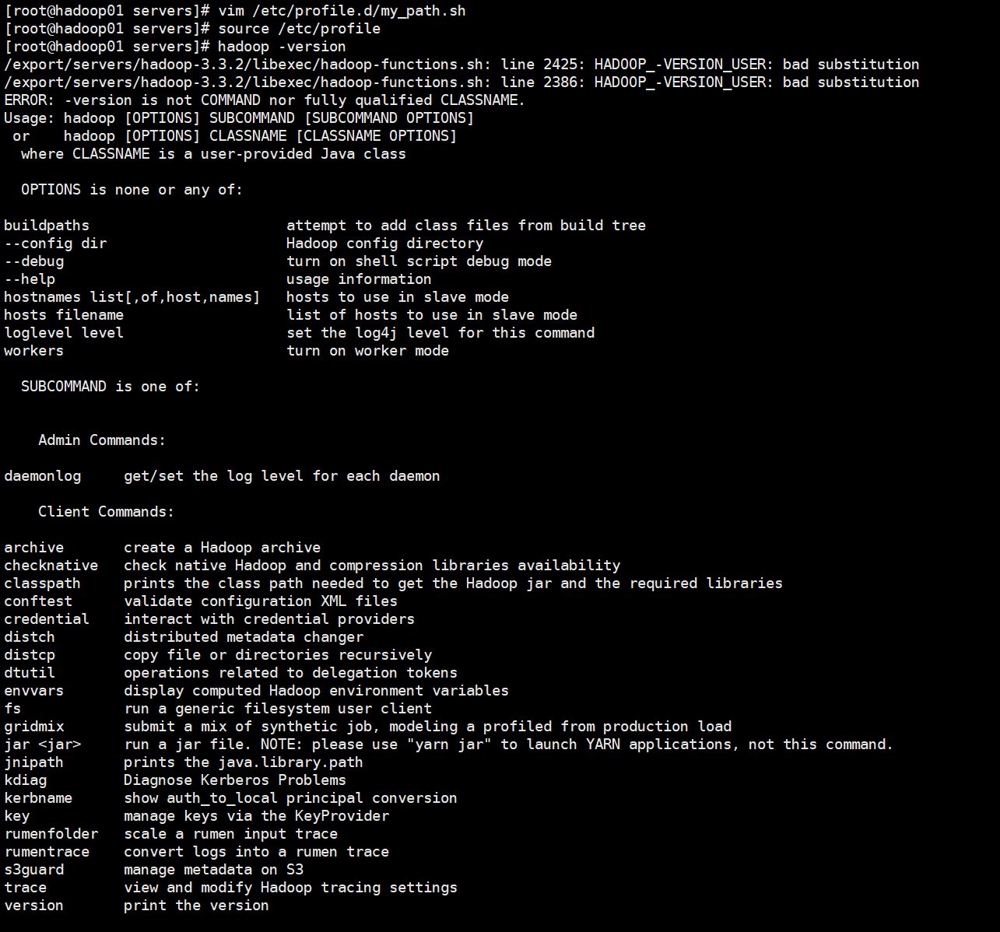 [root@hadoop01 servers]# vim /etc/profile.d/my_path.sh
[root@hadoop01 servers]# source /etc/profile
[root@hadoop01 servers]# hadoop -version
/export/servers/hadoop-3.3.2/libexec/hadoop-functions.sh: line 2425: HADOOP_-VERSION_USER: bad substitution
/export/servers/hadoop-3.3.2/libexec/hadoop-functions.sh: line 2386: HADOOP_-VERSION_USER: bad substitution
ERROR: -version is not COMMAND nor fully qualified CLASSNAME.
Usage: hadoop [OPTIONS] SUBCOMMAND [SUBCOMMAND OPTIONS]
 or    hadoop [OPTIONS] CLASSNAME [CLASSNAME OPTIONS]
  where CLASSNAME is a user-provided Java class

  OPTIONS is none or any of:

buildpaths                       attempt to add class files from build tree
--config dir                     Hadoop config directory
--debug                          turn on shell script debug mode
--help                           usage information
hostnames list[,of,host,names]   hosts to use in slave mode
hosts filename                   list of hosts to use in slave mode
loglevel level                   set the log4j level for this command
workers                          turn on worker mode

  SUBCOMMAND is one of:


    Admin Commands:

daemonlog     get/set the log level for each daemon

    Client Commands:

archive       create a Hadoop archive
checknative   check native Hadoop and compression libraries availability
classpath     prints the class path needed to get the Hadoop jar and the required libraries
conftest      validate configuration XML files
credential    interact with credential providers
distch        distributed metadata changer
distcp        copy file or directories recursively
dtutil        operations related to delegation tokens
envvars       display computed Hadoop environment variables
fs            run a generic filesystem user client
gridmix       submit a mix of synthetic job, modeling a profiled from production load
jar <jar>     run a jar file. NOTE: please use "yarn jar" to launch YARN applications, not this command.
jnipath       prints the java.library.path
kdiag         Diagnose Kerberos Problems
kerbname      show auth_to_local principal conversion
key           manage keys via the KeyProvider
rumenfolder   scale a rumen input trace
rumentrace    convert logs into a rumen trace
s3guard       manage metadata on S3
trace         view and modify Hadoop tracing settings
version       print the version